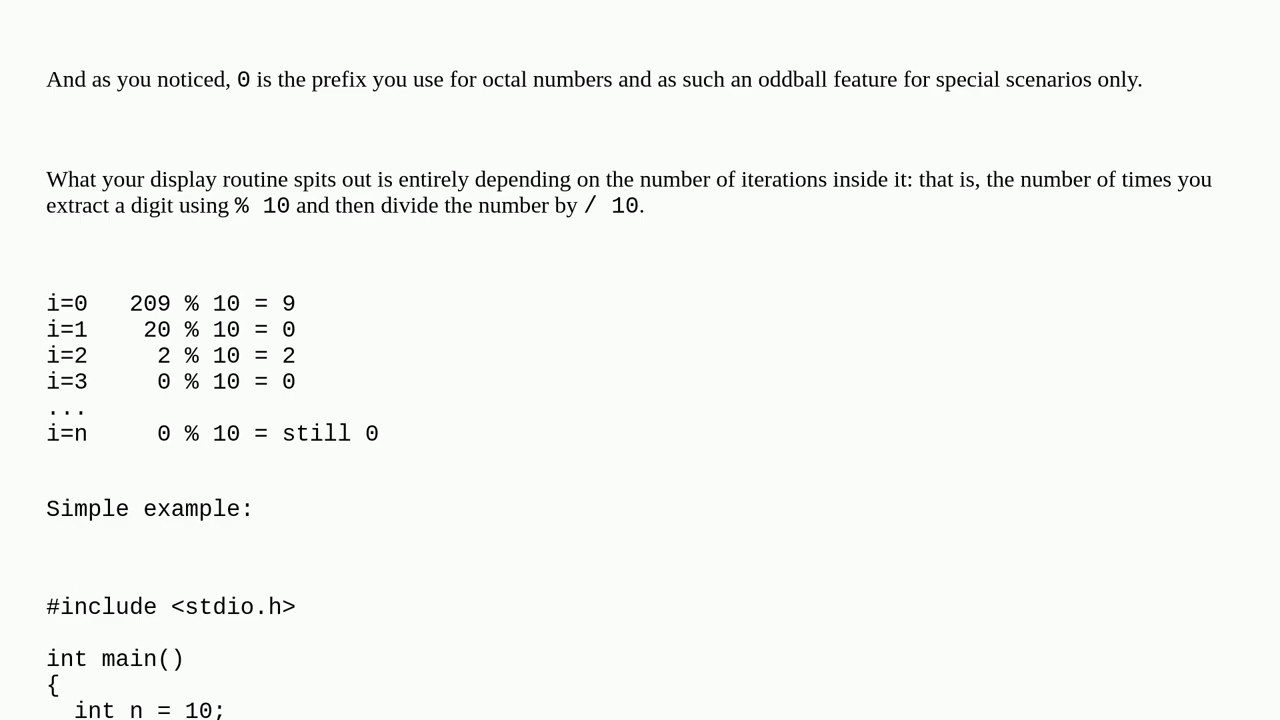 And as you noticed, 0 is the prefix you use for octal numbers and as such an oddball feature for special scenarios only.
What your display routine spits out is entirely depending on the number of iterations inside it: that is, the number of times you
extract a digit using % 10 and then divide the number by / 10.
i=0   209 % 10 = 9
i=1    20 % 10 = 0
i=2     2 % 10 = 2
i=3     0 % 10 = 0
...
i=n     0 % 10 = still 0
Simple example:
#include <stdio.h>
int main()
{
  int n = 10;